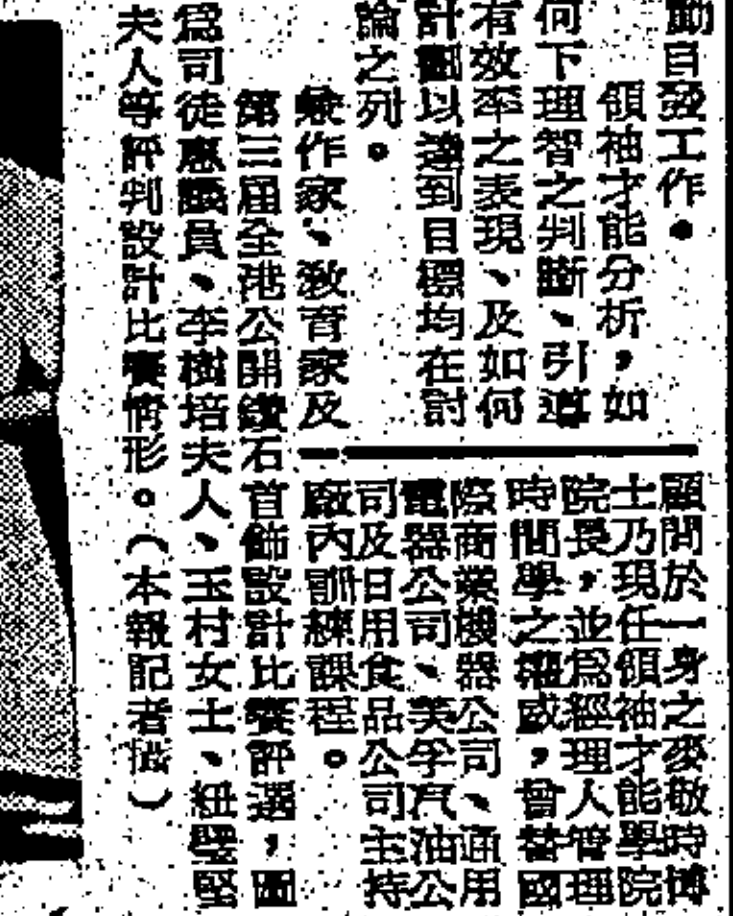 動自發工作。
領袖才能分析，如
何下理智之判斷、引導
有效率之表現、及如何
計劃以達到目標均在討
論之列。
作家、教育家及
顧問於一身之麥敬時博
士乃現任領袖才能學院
院長，並爲經理人管理
時間學之權威，曾替國
際商業機器公司、通用
電器公司、美孚汽油公
司及日用食品公司主持
廠內訓練課程。
第三屆全港公開鑽石首飾設計比賽評選，圖
爲司徒惠議員、李樹培夫人、玉村女士、紐璧堅
夫人等評判設計比賽情形。（本報記者攝）